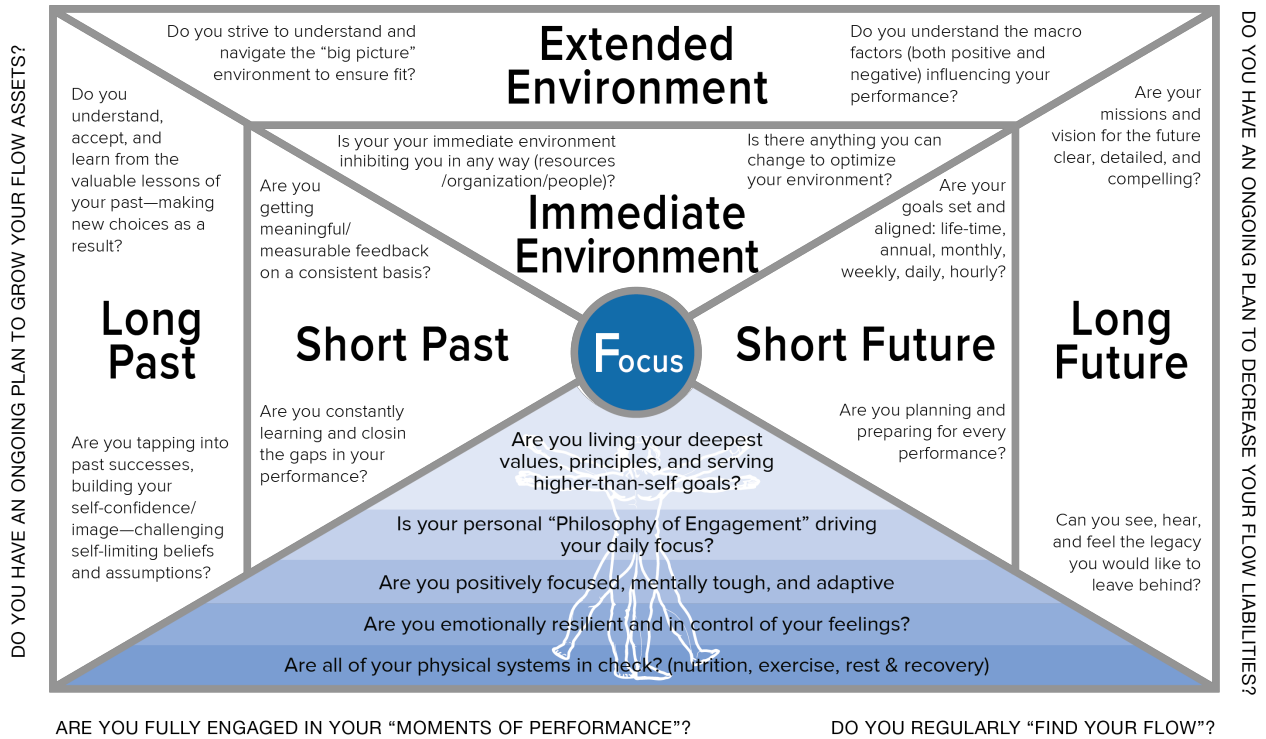 Do you strive to understand and
navigate the “big picture”
environment to ensure fit?
Extended
Environment
Do you understand the macro
factors (both positive and
negative) influencing your
performance?
DO YOU HAVE AN ONGOING PLAN TO GROW YOUR FLOW ASSETS?
Do you
understand,
accept, and
learn from the
valuable lessons of
your past—making
new choices as a
result?
Long
Past
Are you tapping into
past successes,
building your
self-confidence/
image—challenging
self-limiting beliefs
and assumptions?
Is your your immediate environment
inhibiting you in any way (resources
/organization/people)?
Is there anything you can
change to optimize
your environment?
Immediate
Environment
Are you
getting
meaningful/
measurable feedback
on a consistent basis?
Short Past
Are you constantly
learning and closin
the gaps in your
performance?
Focus
Are your
goals set and
aligned: life-time,
annual, monthly,
weekly, daily, hourly?
Short Future
Are you planning and
preparing for every
performance?
Are your
missions and
vision for the future
clear, detailed, and
compelling?
Long
Future
Can you see, hear,
and feel the legacy
you would like to
leave behind?
DO YOU HAVE AN ONGOING PLAN TO DECREASE YOUR FLOW LIABILITIES?
Are you living your deepest
values, principles, and serving
higher-than-self goals?
Is your personal “Philosophy of Engagement” driving
your daily focus?
Are you positively focused, mentally tough, and adaptive
Are you emotionally resilient and in control of your feelings?
Are all of your physical systems in check? (nutrition, exercise, rest & recovery)
ARE YOU FULLY ENGAGED IN YOUR “MOMENTS OF PERFORMANCE”?
DO YOU REGULARLY “FIND YOUR FLOW”?